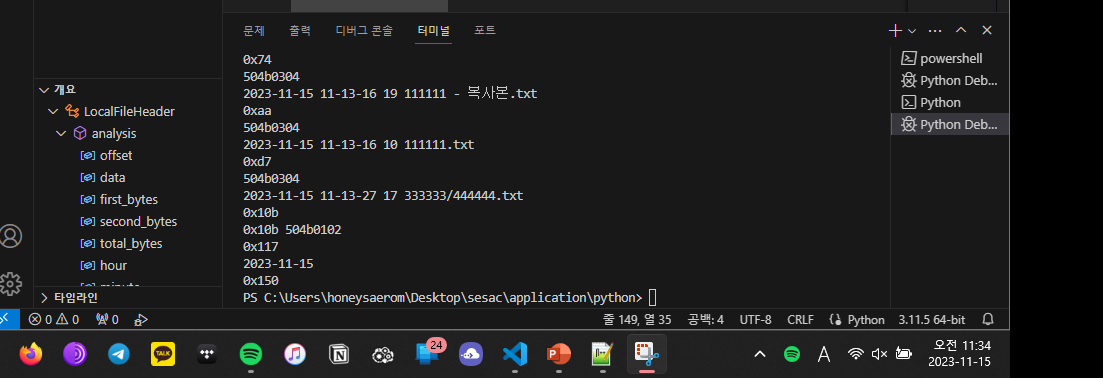 문제 출력 디버그 콘솔 터미널 포트
0x74
504b0304
2023-11-15 11-13-16 19 111111 - 복사본.txt
0xaa
504b0304
2023-11-15 11-13-16 10 111111.txt
0xd7
504b0304
2023-11-15 11-13-27 17 333333/444444.txt
0x10b
0x10b 504b0102
0x117
2023-11-15
0x150
PS C:\Users\honeysaerom\Desktop\sesac\application\python>
powershell
Python Deb...
Python
Python Deb...
개요
LocalFileHeader
analysis
offset
data
first_bytes
second_bytes
total_bytes
hour
타임라인
0 0 0
줄 149, 열 35 공백: 4 UTF-8 CRLF Python 3.11.5 64-bit
TALK
24
A
오전 11:34
2023-11-15